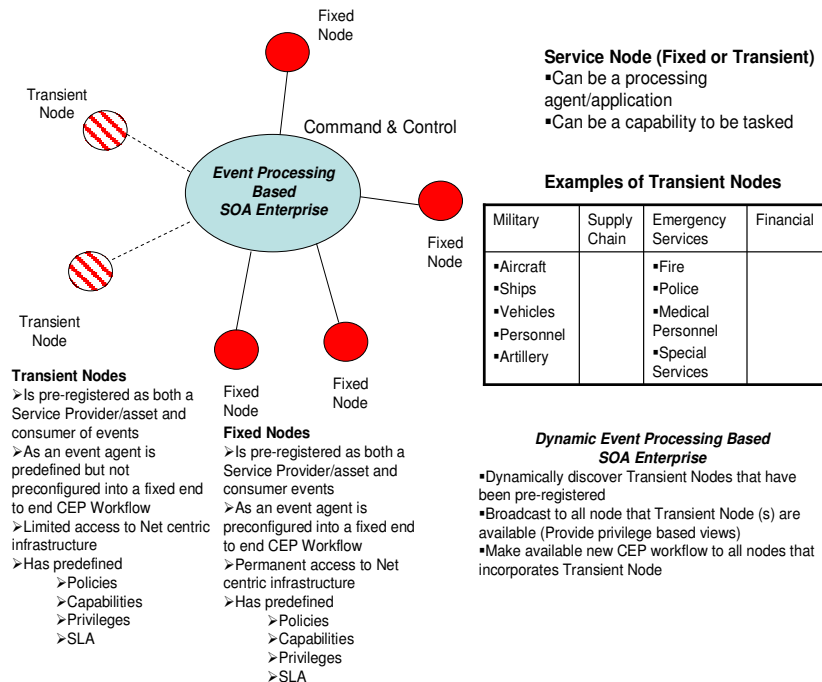 Fixed
Node
Transient
Node
Command & Control
Event Processing
Based
SOA Enterprise
Fixed
Node
Transient
Node
Fixed
Node
Fixed
Node
Service Node (Fixed or Transient)
▪Can be a processing
agent/application
▪Can be a capability to be tasked
Examples of Transient Nodes
Military
Supply
Chain
Emergency
Services
Financial
▪Aircraft
▪Ships
▪Vehicles
▪Personnel
▪Artillery
▪Fire
▪Police
▪Medical
Personnel
▪Special
Services
Transient Nodes
➢Is pre-registered as both a
Service Provider/asset and
consumer of events
➢As an event agent is
predefined but not
preconfigured into a fixed end
to end CEP Workflow
➢Limited access to Net centric
infrastructure
➢Has predefined
➢Policies
➢Capabilities
➢Privileges
➢SLA
Fixed Nodes
➢Is pre-registered as both a
Service Provider/asset and
consumer events
➢As an event agent is
preconfigured into a fixed end
to end CEP Workflow
➢Permanent access to Net
centric infrastructure
➢Has predefined
➢Policies
➢Capabilities
➢Privileges
➢SLA
Dynamic Event Processing Based
SOA Enterprise
▪Dynamically discover Transient Nodes that have
been pre-registered
▪Broadcast to all node that Transient Node (s) are
available (Provide privilege based views)
▪Make available new CEP workflow to all nodes that
incorporates Transient Node